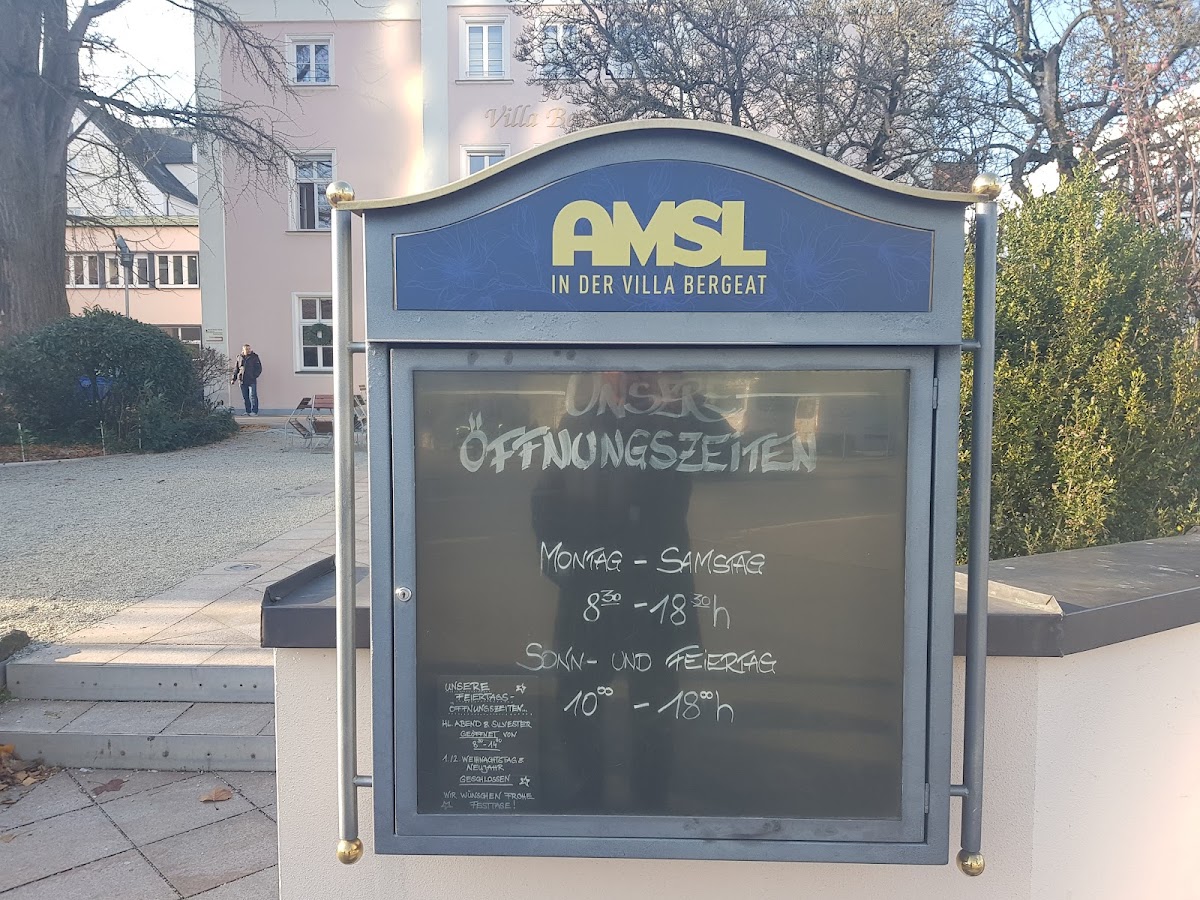 Villa
AMSL
IN DER VILLA BERGEAT
UNSERE
ÖFFNUNGSZEITEN
MONTAG - SAMSTAG
8³⁰ - 18³⁰h
SONN- UND FEIERTAG
10⁰⁰ - 18⁰⁰h
UNSERE
FEIERTAGS-
ÖFFNUNGSZEITEN...
HL. ABEND & SILVESTER
GEÖFFNET VON
1./2. WEIHNACHTSTAG &
NEUJAHR
GESCHLOSSEN
WIR WÜNSCHEN FROHE
FESTTAGE!